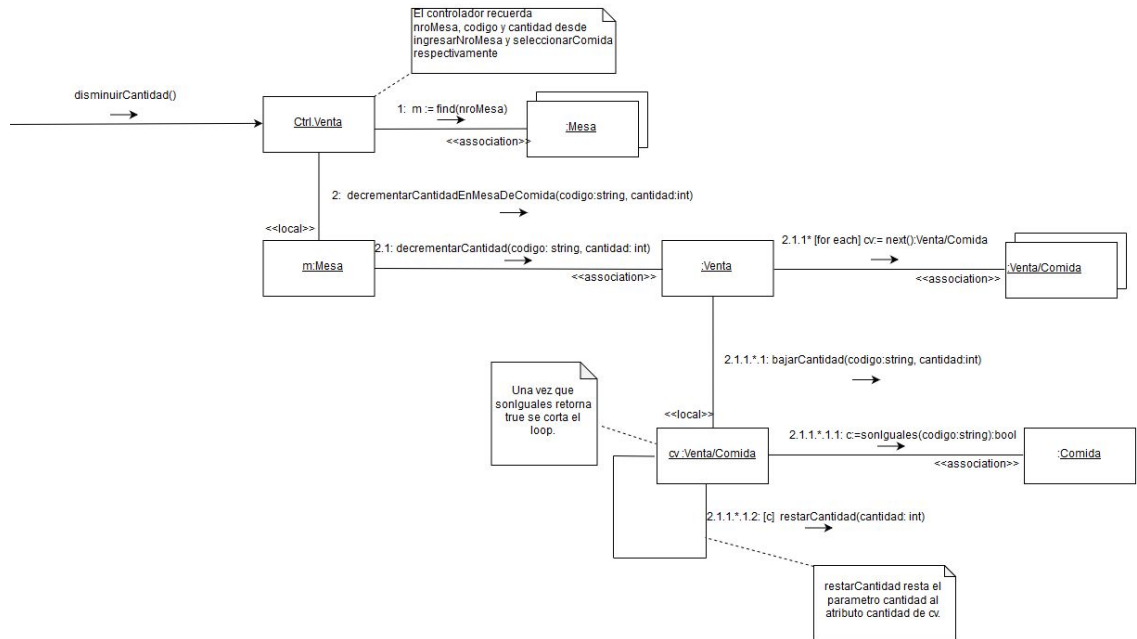 El controlador recuerda
nroMesa, codigo y cantidad desde
ingresarNroMesa y seleccionarComida
respectivamente
disminuirCantidad()
1: m := find(nroMesa)
Ctrl.Venta
:Mesa
<<association>>
2: decrementarCantidadEnMesaDeComida(codigo:string, cantidad:int)
<<local>>
2.1: decrementarCantidad(codigo: string, cantidad: int)
2.1.1* [for each] cv:= next():Venta/Comida
m:Mesa
:Venta
:Venta/Comida
<<association>>
<<association>>
2.1.1.*.1: bajarCantidad(codigo:string, cantidad:int)
Una vez que
sonIguales retorna
true se corta el
loop.
<<local>>
2.1.1.*.1.1: c:=sonIguales(codigo:string):bool
cv :Venta/Comida
:Comida
<<association>>
2.1.1.*.1.2: [c] restarCantidad(cantidad: int)
restarCantidad resta el
parametro cantidad al
atributo cantidad de cv.